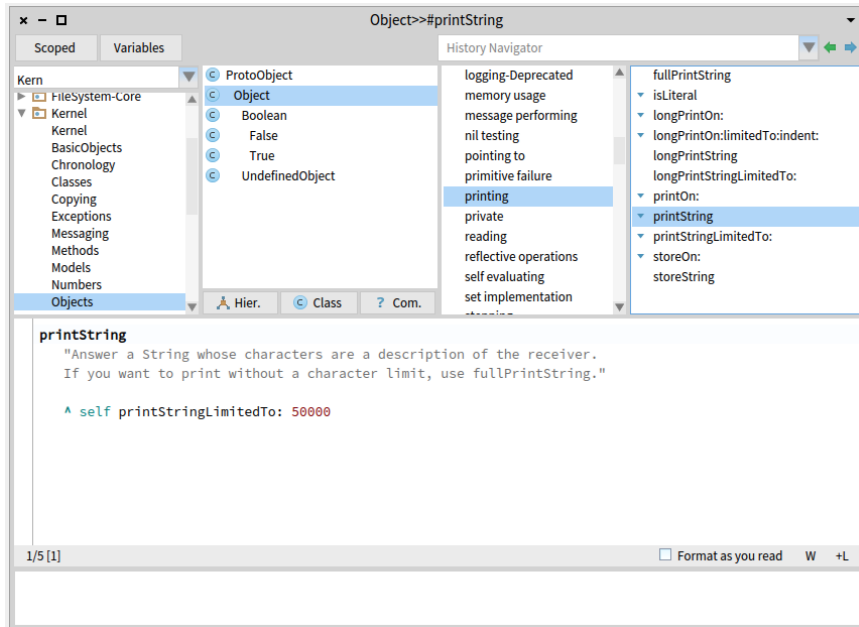 Object>>#printString
Scoped
Variables
History Navigator
Kern
FileSystem-Core
Kernel
Kernel
BasicObjects
Chronology
Classes
Copying
Exceptions
Messaging
Methods
Models
Numbers
Objects
C ProtoObject
C Object
C Boolean
C False
C True
C UndefinedObject
Hier.
C Class
? Com.
logging-Deprecated
memory usage
message performing
nil testing
pointing to
primitive failure
printing
private
reading
reflective operations
self evaluating
set implementation
fullPrintString
isLiteral
longPrintOn:
longPrintOn:limitedTo:indent:
longPrintString
longPrintStringLimitedTo:
printOn:
printString
printStringLimitedTo:
storeOn:
storeString
printString
"Answer a String whose characters are a description of the receiver.
If you want to print without a character limit, use fullPrintString."
^ self printStringLimitedTo: 50000
1/5 [1]
Format as you read W +L